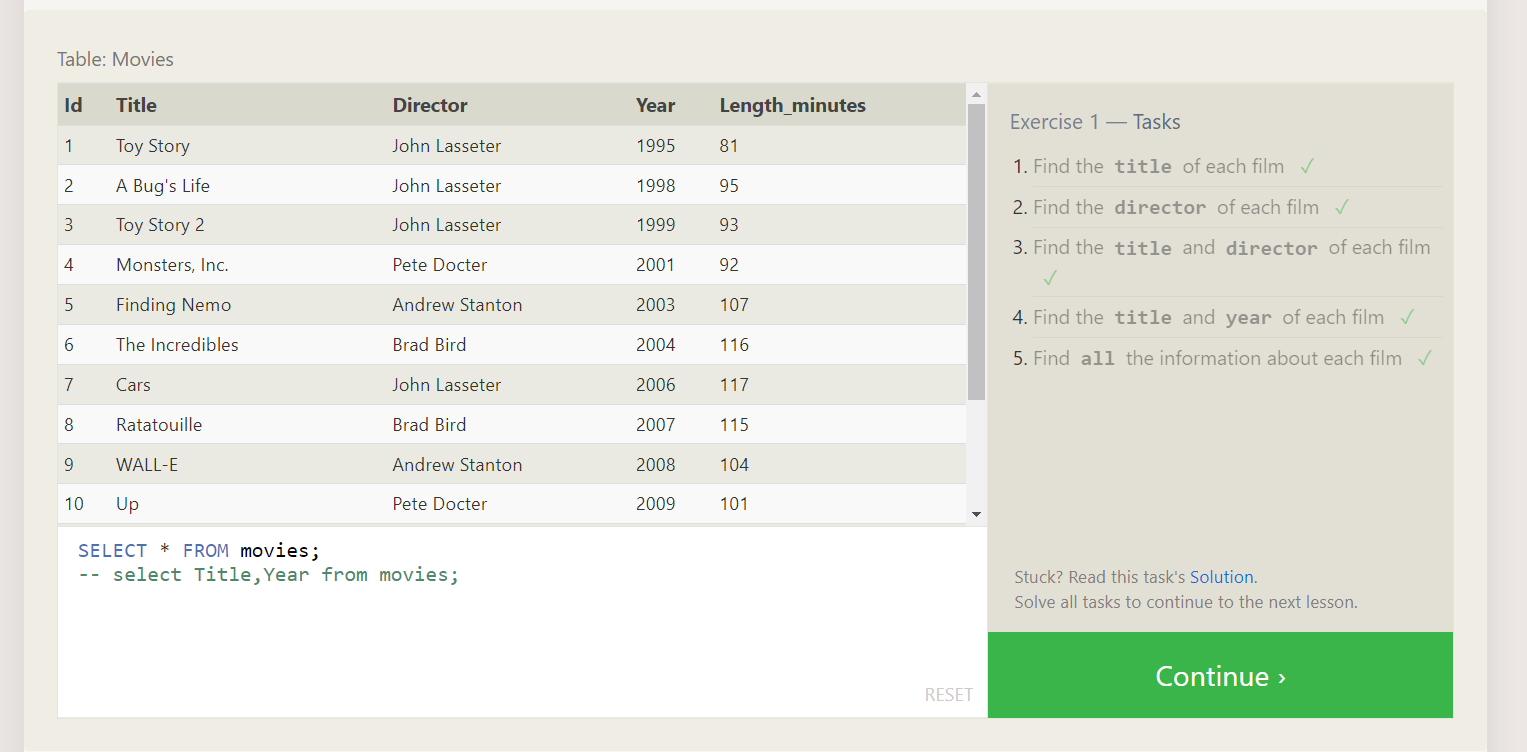 Table: Movies
Id Title Director Year Length_minutes
1 Toy Story John Lasseter 1995 81
2 A Bug's Life John Lasseter 1998 95
3 Toy Story 2 John Lasseter 1999 93
4 Monsters, Inc. Pete Docter 2001 92
5 Finding Nemo Andrew Stanton 2003 107
6 The Incredibles Brad Bird 2004 116
7 Cars John Lasseter 2006 117
8 Ratatouille Brad Bird 2007 115
9 WALL-E Andrew Stanton 2008 104
10 Up Pete Docter 2009 101
SELECT * FROM movies;
-- select Title,Year from movies;
RESET
Exercise 1 — Tasks
1. Find the title of each film ✓
2. Find the director of each film ✓
3. Find the title and director of each film
✓
4. Find the title and year of each film ✓
5. Find all the information about each film ✓
Stuck? Read this task's Solution.
Solve all tasks to continue to the next lesson.
Continue ›